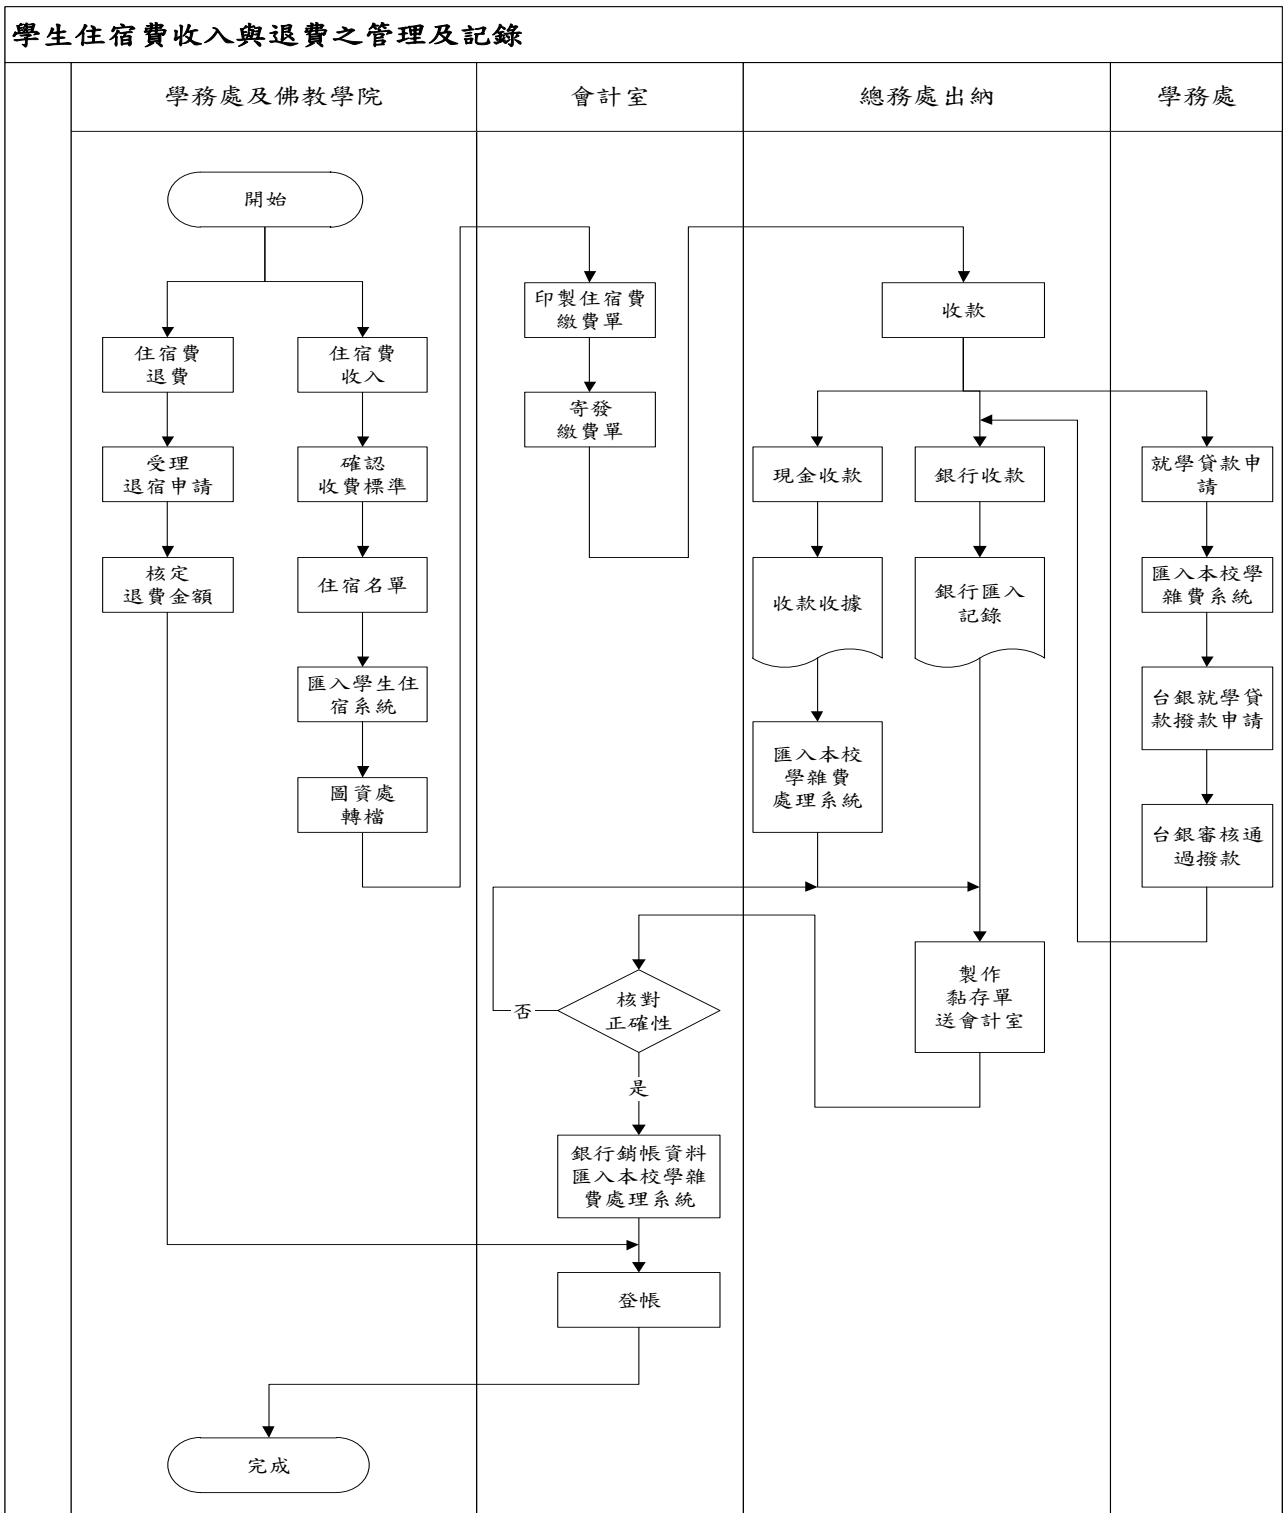 學生住宿費收入與退費之管理及記錄
學務處及佛教學院
會計室
總務處出納
學務處
開始
住宿費
退費
受理
退宿申請
核定
退費金額
住宿費
收入
確認
收費標準
住宿名單
匯入學生住
宿系統
圖資處
轉檔
印製住宿費
繳費單
寄發
繳費單
收款
現金收款
收款收據
匯入本校
學雜費
處理系統
銀行收款
銀行匯入
記錄
就學貸款申
請
匯入本校學
雜費系統
台銀就學貸
款撥款申請
台銀審核通
過撥款
製作
黏存單
送會計室
核對
正確性
否
是
銀行銷帳資料
匯入本校學雜
費處理系統
登帳
完成